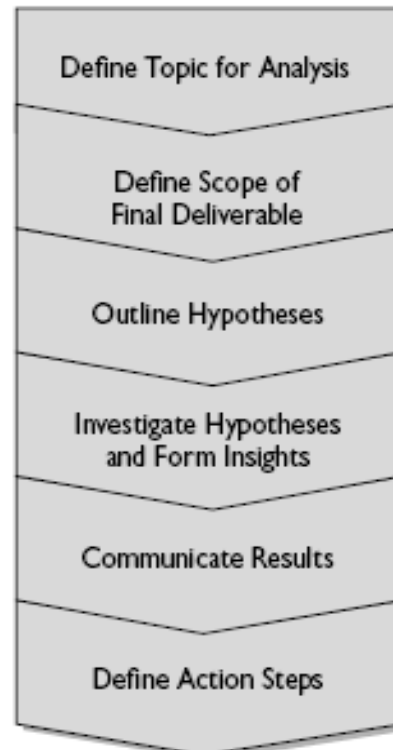 Define Topic for Analysis
Define Scope of
Final Deliverable
Outline Hypotheses
Investigate Hypotheses
and Form Insights
Communicate Results
Define Action Steps